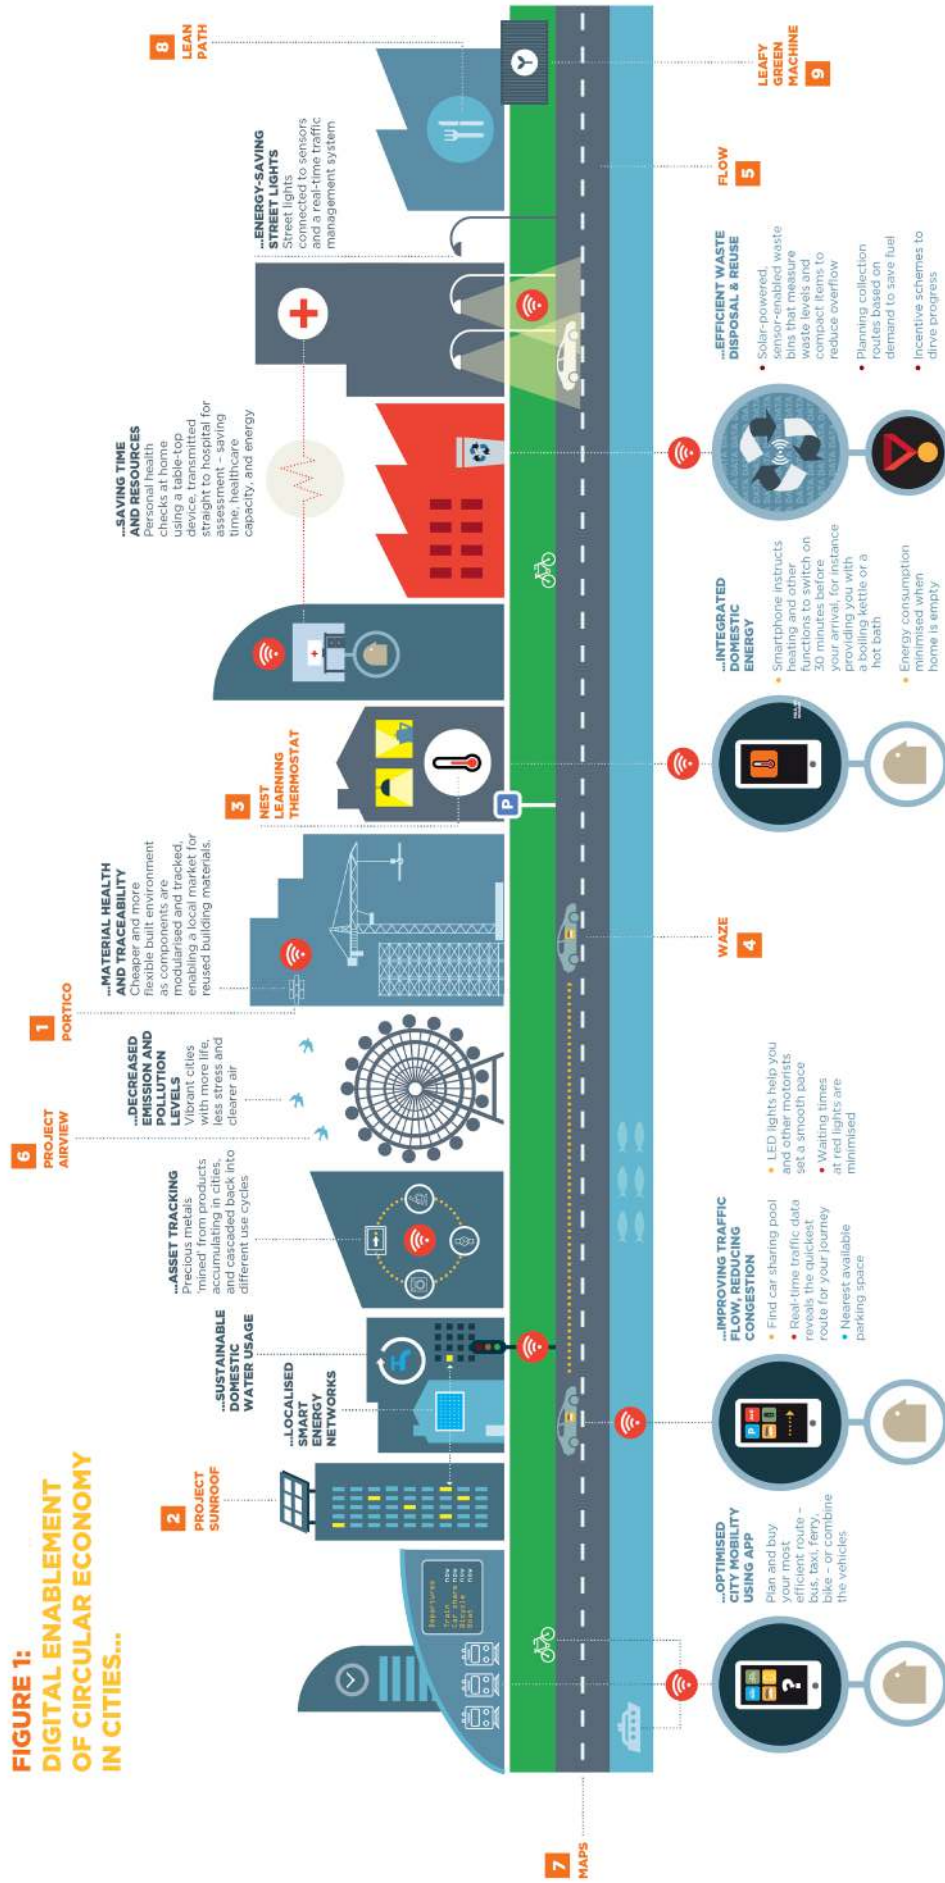 FIGURE 1:
DIGITAL ENABLEMENT
OF CIRCULAR ECONOMY
IN CITIES...
6
PROJECT
AIRVIEW
1
PORTICO
8
LEAN
PATH
2
PROJECT
SUNROOF
...SUSTAINABLE
DOMESTIC
WATER USAGE
...LOCALISED
SMART
ENERGY
NETWORKS
...ASSET TRACKING
Precious metals
'mined' from products
accumulating in cities,
and cascaded back into
different use cycles
...DECREASED
EMISSION AND
POLLUTION
LEVELS
Vibrant cities
with more life,
less stress and
clearer air
...MATERIAL HEALTH
AND TRACEABILITY
Cheaper and more
flexible built environment
as components are
modularised and tracked,
enabling a local market for
reused building materials.
3
NEST
LEARNING
THERMOSTAT
...SAVING TIME
AND RESOURCES
Personal health
checks at home
using a table-top
device, transmitted
straight to hospital for
assessment – saving
time, healthcare
capacity, and energy
...ENERGY-SAVING
STREET LIGHTS
Street lights
connected to sensors
and a real-time traffic
management system
Departures
Train now
Car share now
Bicycle now
Boat now
P
Y
7
MAPS
WAZE
4
FLOW
5
LEAFY
GREEN
MACHINE
9
...OPTIMISED
CITY MOBILITY
USING APP
Plan and buy
your most
efficient route –
bus, taxi, ferry,
bike – or combine
the vehicles
P
?
...IMPROVING TRAFFIC
FLOW, REDUCING
CONGESTION
• Find car sharing pool
• Real-time traffic data
reveals the quickest
route for your journey
• Nearest available
parking space
• LED lights help you
and other motorists
set a smooth pace
• Waiting times
at red lights are
minimised
...INTEGRATED
DOMESTIC
ENERGY
• Smartphone instructs
heating and other
functions to switch on
30 minutes before
your arrival, for instance
providing you with
a boiling kettle or a
hot bath
• Energy consumption
minimised when
home is empty
...EFFICIENT WASTE
DISPOSAL & REUSE
• Solar-powered,
sensor-enabled waste
bins that measure
waste levels and
compact items to
reduce overflow
• Planning collection
routes based on
demand to save fuel
• Incentive schemes to
dirve progress